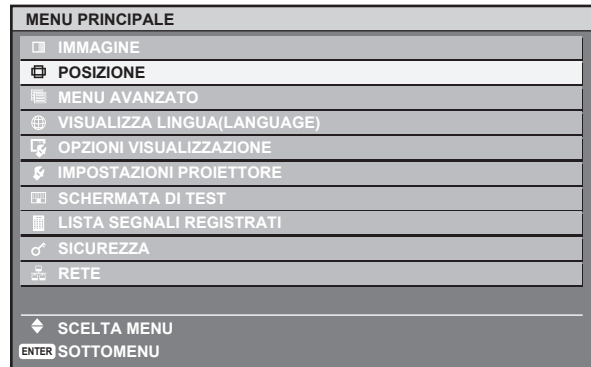 MENU PRINCIPALE
IMMAGINE
POSIZIONE
MENU AVANZATO
VISUALIZZA LINGUA(LANGUAGE)
OPZIONI VISUALIZZAZIONE
IMPOSTAZIONI PROIETTORE
SCHERMATA DI TEST
LISTA SEGNALI REGISTRATI
SICUREZZA
RETE
SCELTA MENU
ENTER SOTTOMENU